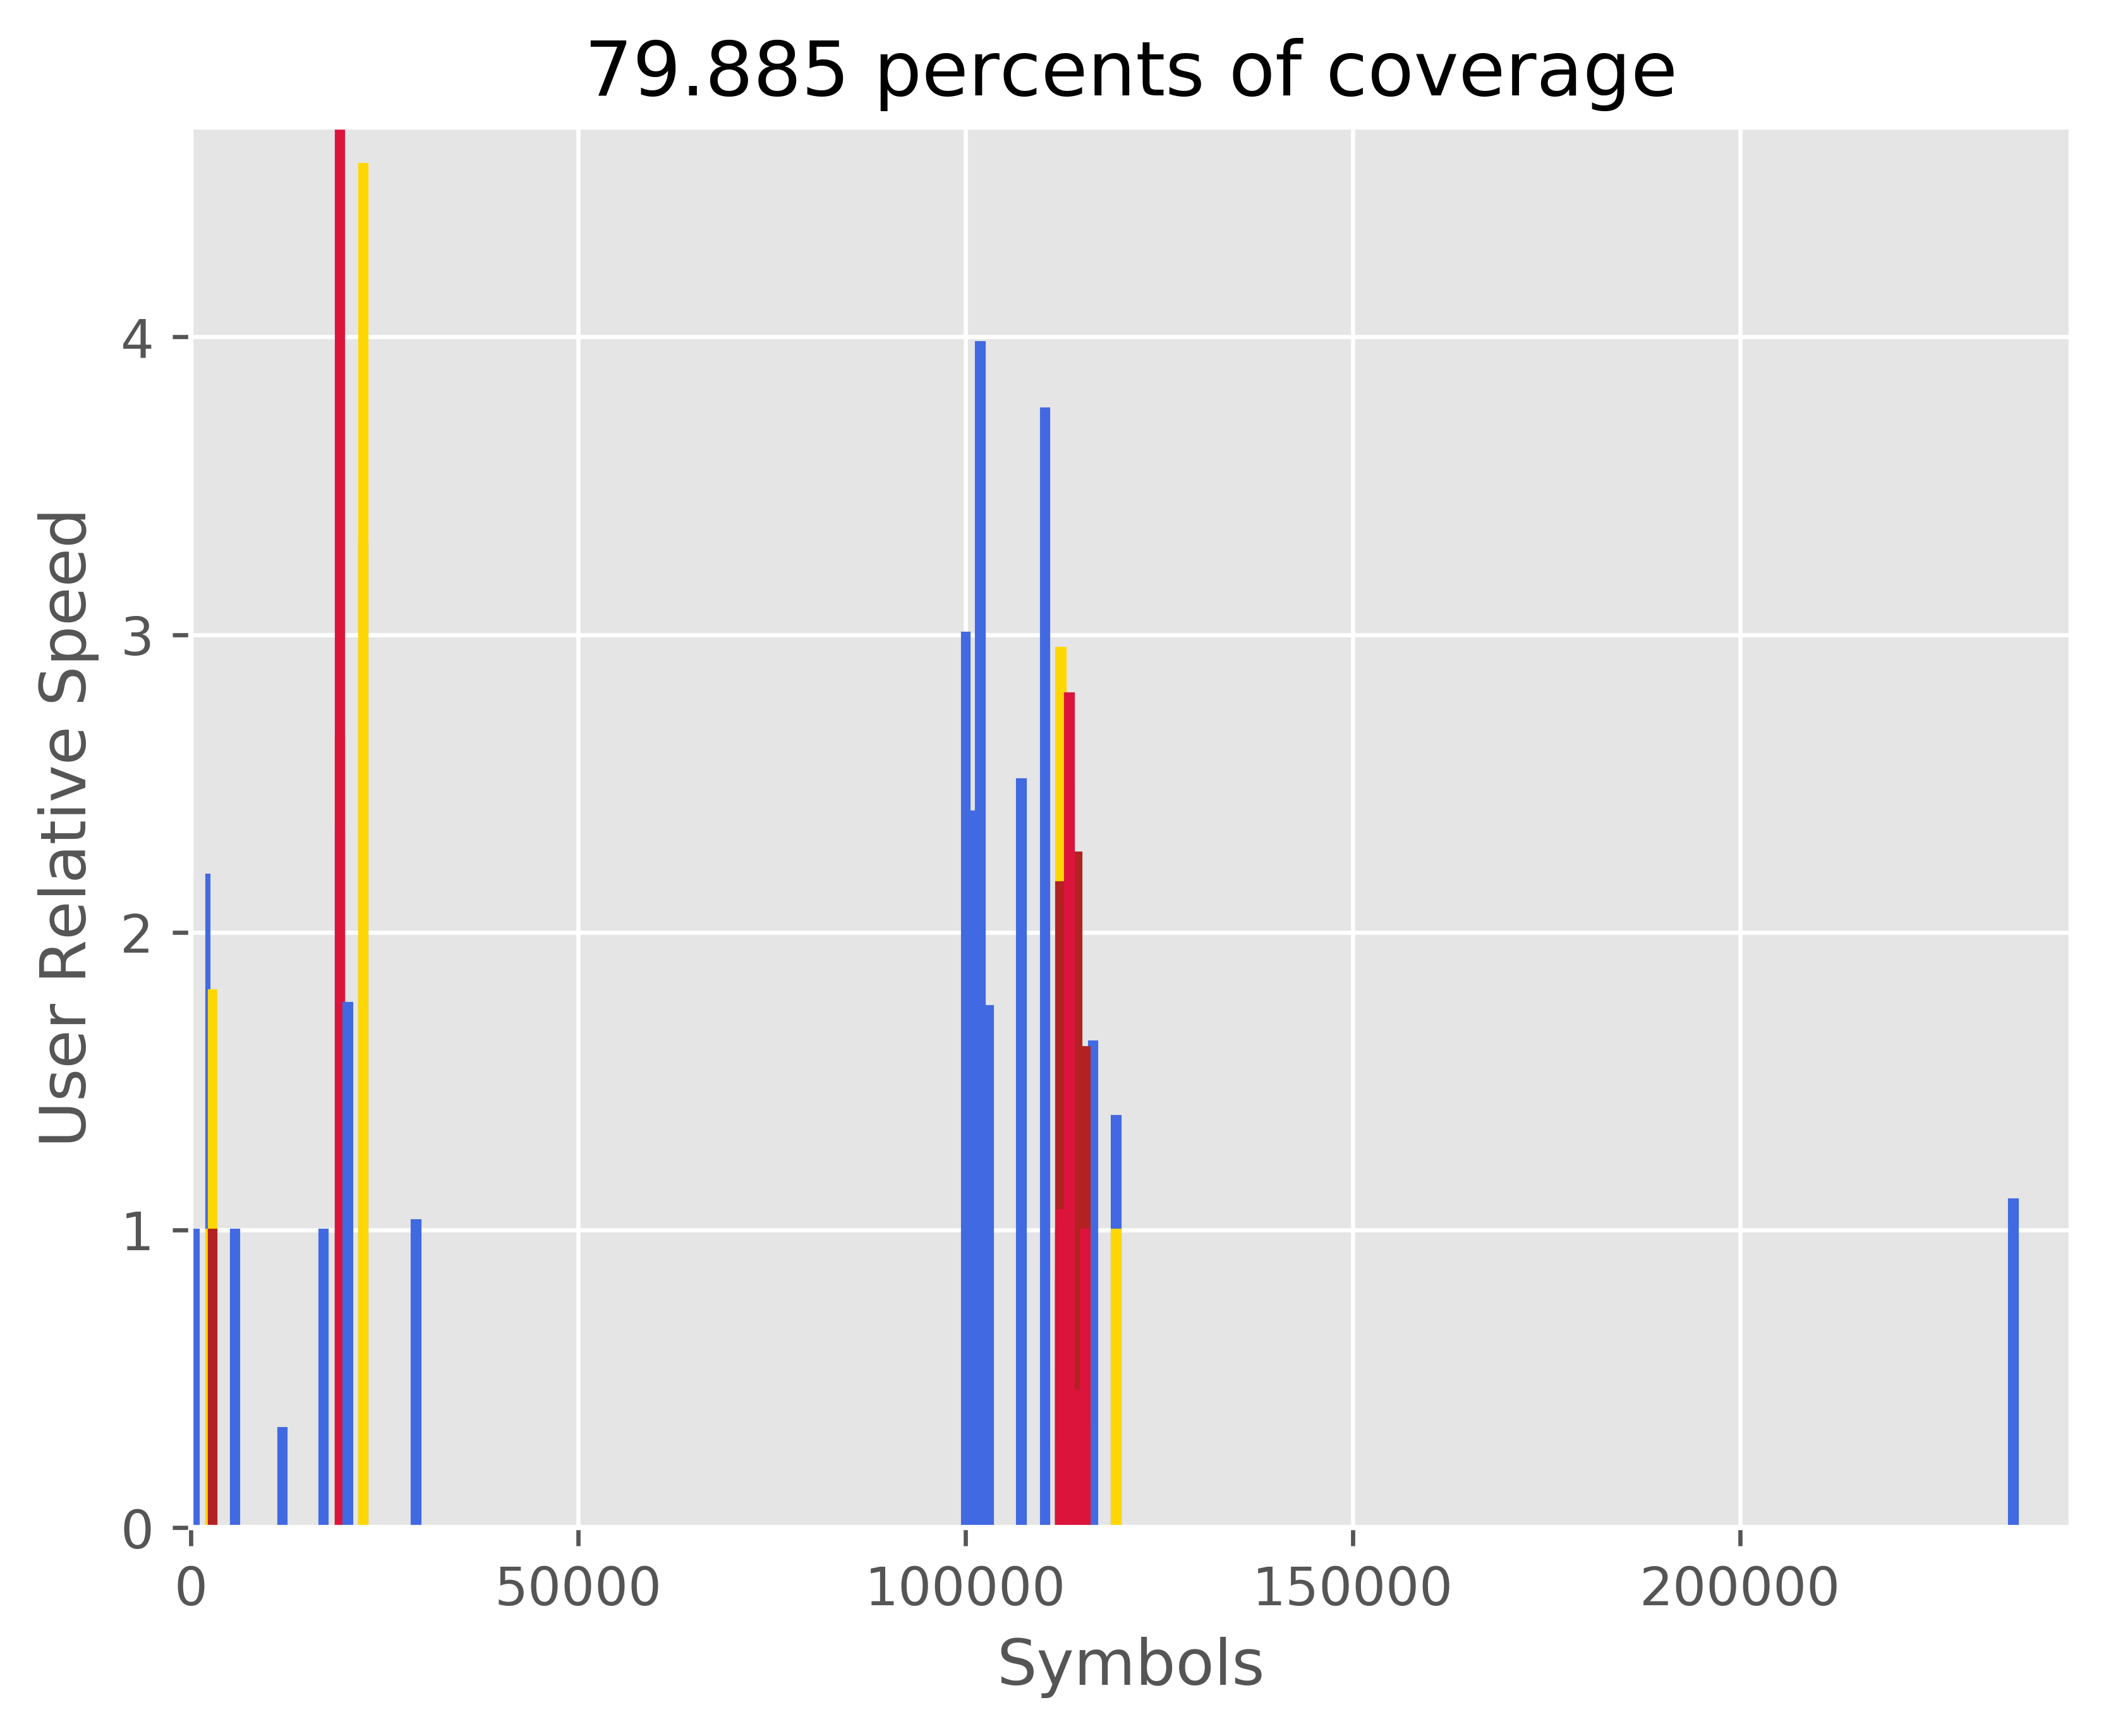 79.885 percents of coverage
User Relative Speed
4
3
2
1
0
0 50000 100000 150000 200000
Symbols